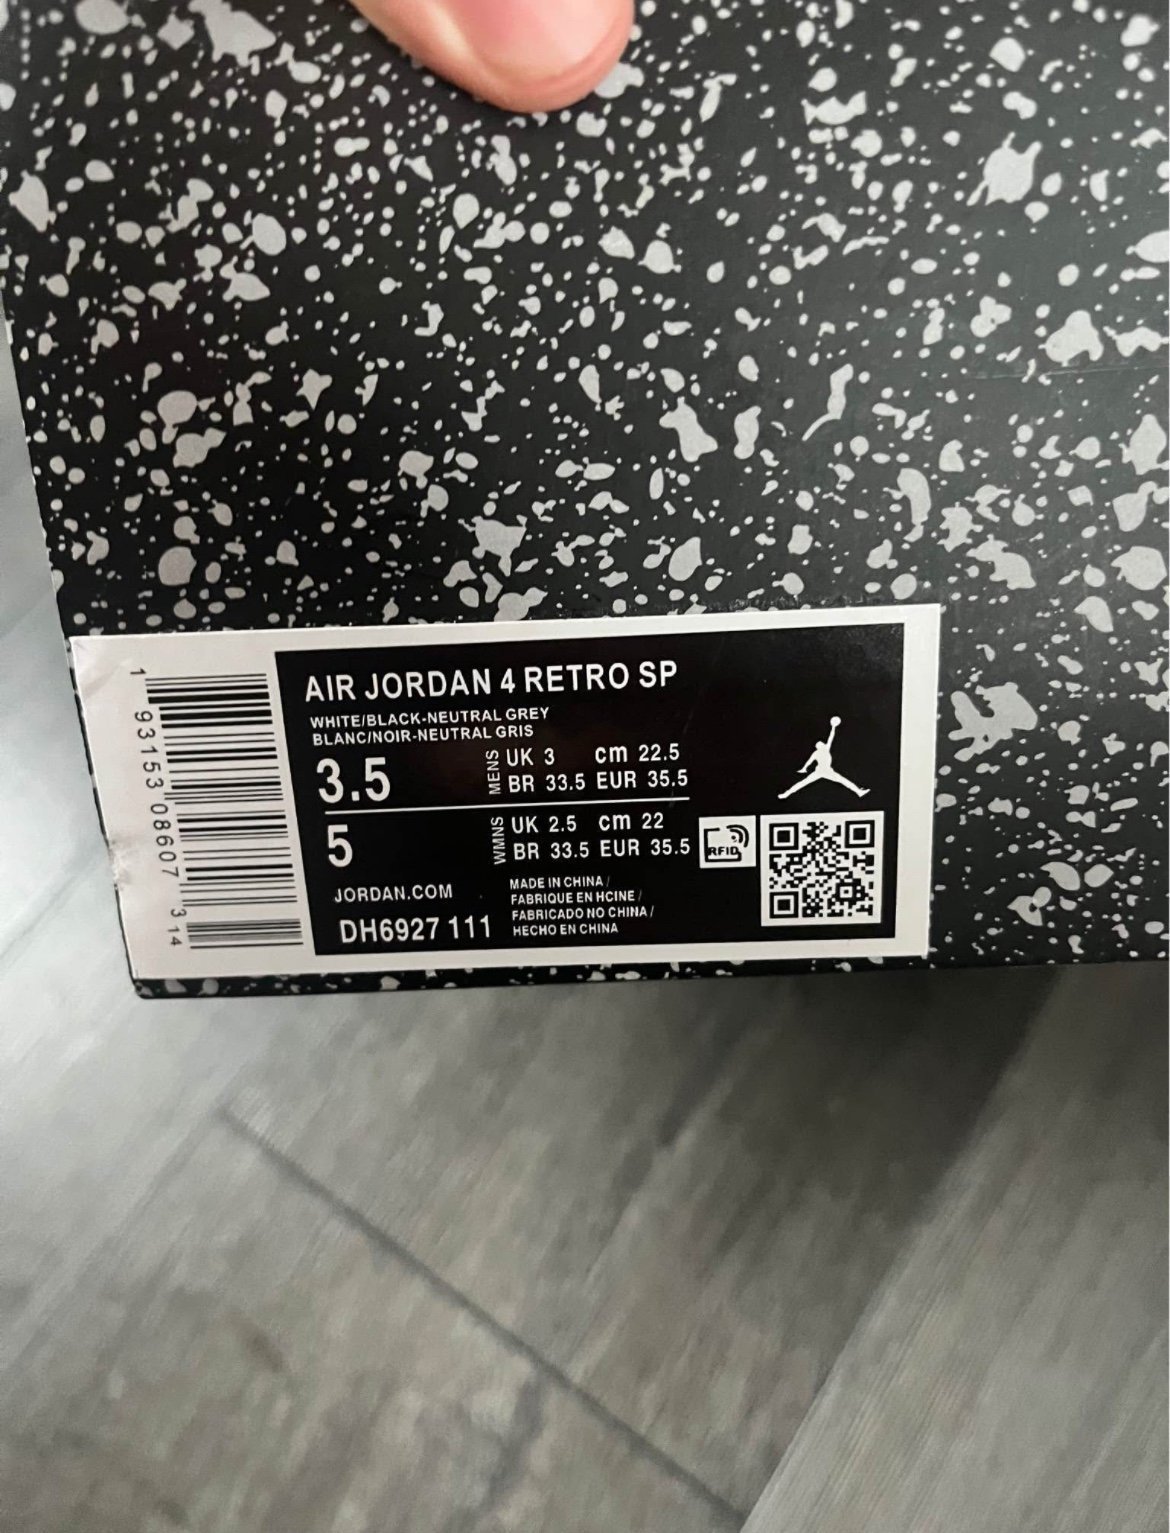 AIR JORDAN 4 RETRO SP
WHITE/BLACK-NEUTRAL GREY
BLANC/NOIR-NEUTRAL GRIS
3.5
MENS
UK 3 cm 22.5
BR 33.5 EUR 35.5
5
WMNS
UK 2.5 cm 22
BR 33.5 EUR 35.5
RFID
JORDAN.COM
DH6927 111
MADE IN CHINA /
FABRIQUE EN HCINE /
FABRICADO NO CHINA /
HECHO EN CHINA
1 93153 08607 3 14